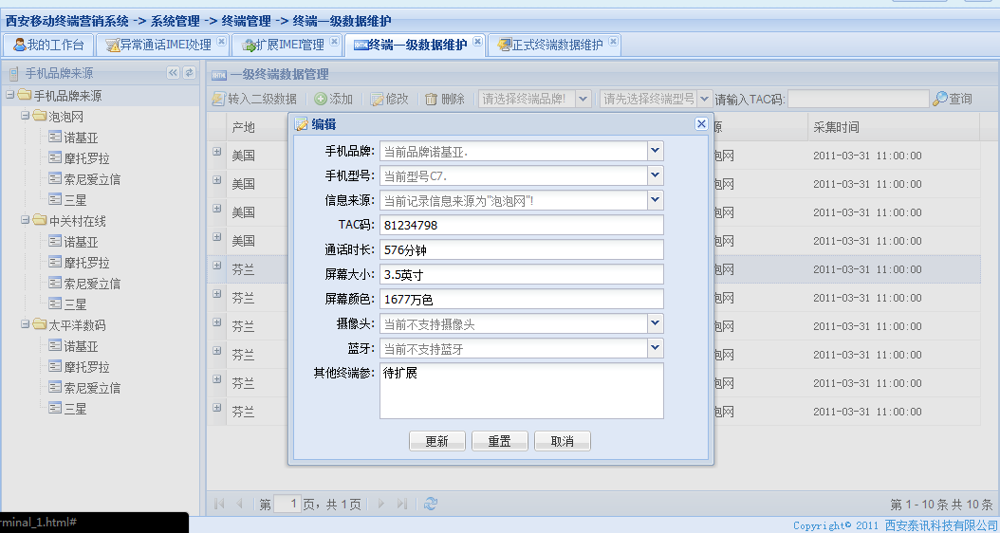 西安移动终端营销系统 -> 系统管理 -> 终端管理 -> 终端一级数据维护
我的工作台 异常通话IMEI处理 扩展IMEI管理 终端一级数据维护 正式终端数据维护
手机品牌来源
手机品牌来源
泡泡网
诺基亚
摩托罗拉
索尼爱立信
三星
中关村在线
诺基亚
摩托罗拉
索尼爱立信
三星
太平洋数码
诺基亚
摩托罗拉
索尼爱立信
三星
一级终端数据管理
转入二级数据 添加 修改 删除 请选择终端品牌! 请先选择终端型号 请输入TAC码: 查询
产地 源 采集时间
美国 泡网 2011-03-31 11:00:00
美国 泡网 2011-03-31 11:00:00
美国 泡网 2011-03-31 11:00:00
美国 泡网 2011-03-31 11:00:00
芬兰 泡网 2011-03-31 11:00:00
芬兰 泡网 2011-03-31 11:00:00
芬兰 泡网 2011-03-31 11:00:00
芬兰 泡网 2011-03-31 11:00:00
芬兰 泡网 2011-03-31 11:00:00
芬兰 泡网 2011-03-31 11:00:00
编辑
手机品牌: 当前品牌诺基亚.
手机型号: 当前型号C7.
信息来源: 当前记录信息来源为"泡泡网"!
TAC码: 81234798
通话时长: 576分钟
屏幕大小: 3.5英寸
屏幕颜色: 1677万色
摄像头: 当前不支持摄像头
蓝牙: 当前不支持蓝牙
其他终端参: 待扩展
更新 重置 取消
第 1 页，共 1 页 第 1 - 10 条 共 10 条
rminal_1.html#
Copyright© 2011 西安泰讯科技有限公司